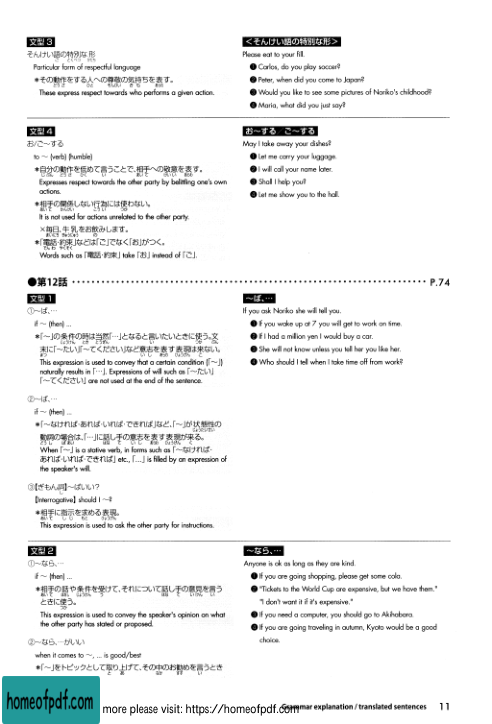 文型3
そんけい語の特別な形
Particular form of respectful language
*その動作をする人への尊敬の気持ちを表す。
These express respect towards who performs a given action.
<そんけい語の特別な形>
Please eat to your fill.
❶ Carlos, do you play soccer?
❷ Peter, when did you come to Japan?
❸ Would you like to see some pictures of Noriko's childhood?
❹ Maria, what did you just say?
文型4
お/ご〜する
to ~ (verb) (humble)
*自分の動作を低めて言うことで、相手への敬意を表す。
Expresses respect towards the other party by belittling one's own
actions.
*相手の関係しない行為には使わない。
It is not used for actions unrelated to the other party.
×毎日、牛乳をお飲みします。
*「電話・約束」などは「ご」でなく「お」がつく。
Words such as 「電話・約束」 take 「お」 instead of 「ご」.
お〜する ご〜する
May I take away your dishes?
❶ Let me carry your luggage.
❷ I will call your name later.
❸ Shall I help you?
❹ Let me show you to the hall.
●第12話 P.74
文型1
①〜ば、…
if ~ (then) ...
*「〜」の条件の時は当然「…」となると言いたいときに使う。文
末に「〜たい」「〜てください」など意志を表す表現は来ない。
This expression is used to convey that a certain condition (「〜」)
naturally results in 「…」. Expressions of will such as 「〜たい」
「〜てください」 are not used at the end of the sentence.
②〜ば、…
if ~ (then) ...
*「〜なければ・あれば・いれば・できれば」など、「〜」が状態性の
動詞の場合は、「…」に話し手の意志を表す表現が来る。
When 「〜」 is a stative verb, in forms such as 「〜なければ・
あれば・いれば・できれば」 etc., 「…」 is filled by an expression of
the speaker's will.
③【ぎもん詞】〜ばいい?
【Interrogative】 should I ~?
*相手に指示を求める表現。
This expression is used to ask the other party for instructions.
〜ば、…
If you ask Noriko she will tell you.
❶ If you wake up at 7 you will get to work on time.
❷ If I had a million yen I would buy a car.
❸ She will not know unless you tell her you like her.
❹ Who should I tell when I take time off from work?
文型2
①〜なら、…
if ~ (then) ...
*相手の話や条件を受けて、それについて話し手の意見を言う
ときに使う。
This expression is used to convey the speaker's opinion on what
the other party has stated or proposed.
②〜なら、…がいい
when it comes to ~, ... is good/best
*「〜」をトピックとして取り上げて、その中のお勧めを言うとき
〜なら、…
Anyone is ok as long as they are kind.
❶ If you are going shopping, please get some cola.
❷ "Tickets to the World Cup are expensive, but we have them."
"I don't want it if it's expensive."
❸ If you need a computer, you should go to Akihabara.
❹ If you are going traveling in autumn, Kyoto would be a good
choice.
homeofpdf.com
more please visit: https://homeofpdf.com
Grammar explanation / translated sentences 11